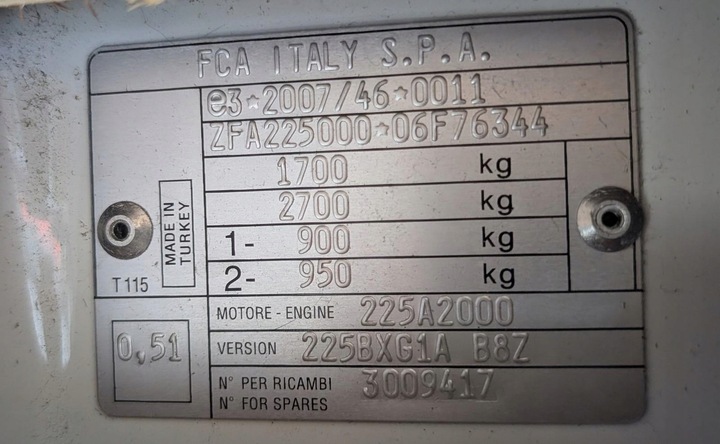 FCA ITALY S.P.A.
e3*2007/46*0011
ZFA225000*06F76344
1700 kg
2700 kg
1- 900 kg
2- 950 kg
MADE IN
TURKEY
T115
MOTORE - ENGINE 225A2000
0,51
VERSION 225BXG1A B8Z
N° PER RICAMBI
N° FOR SPARES
3009417